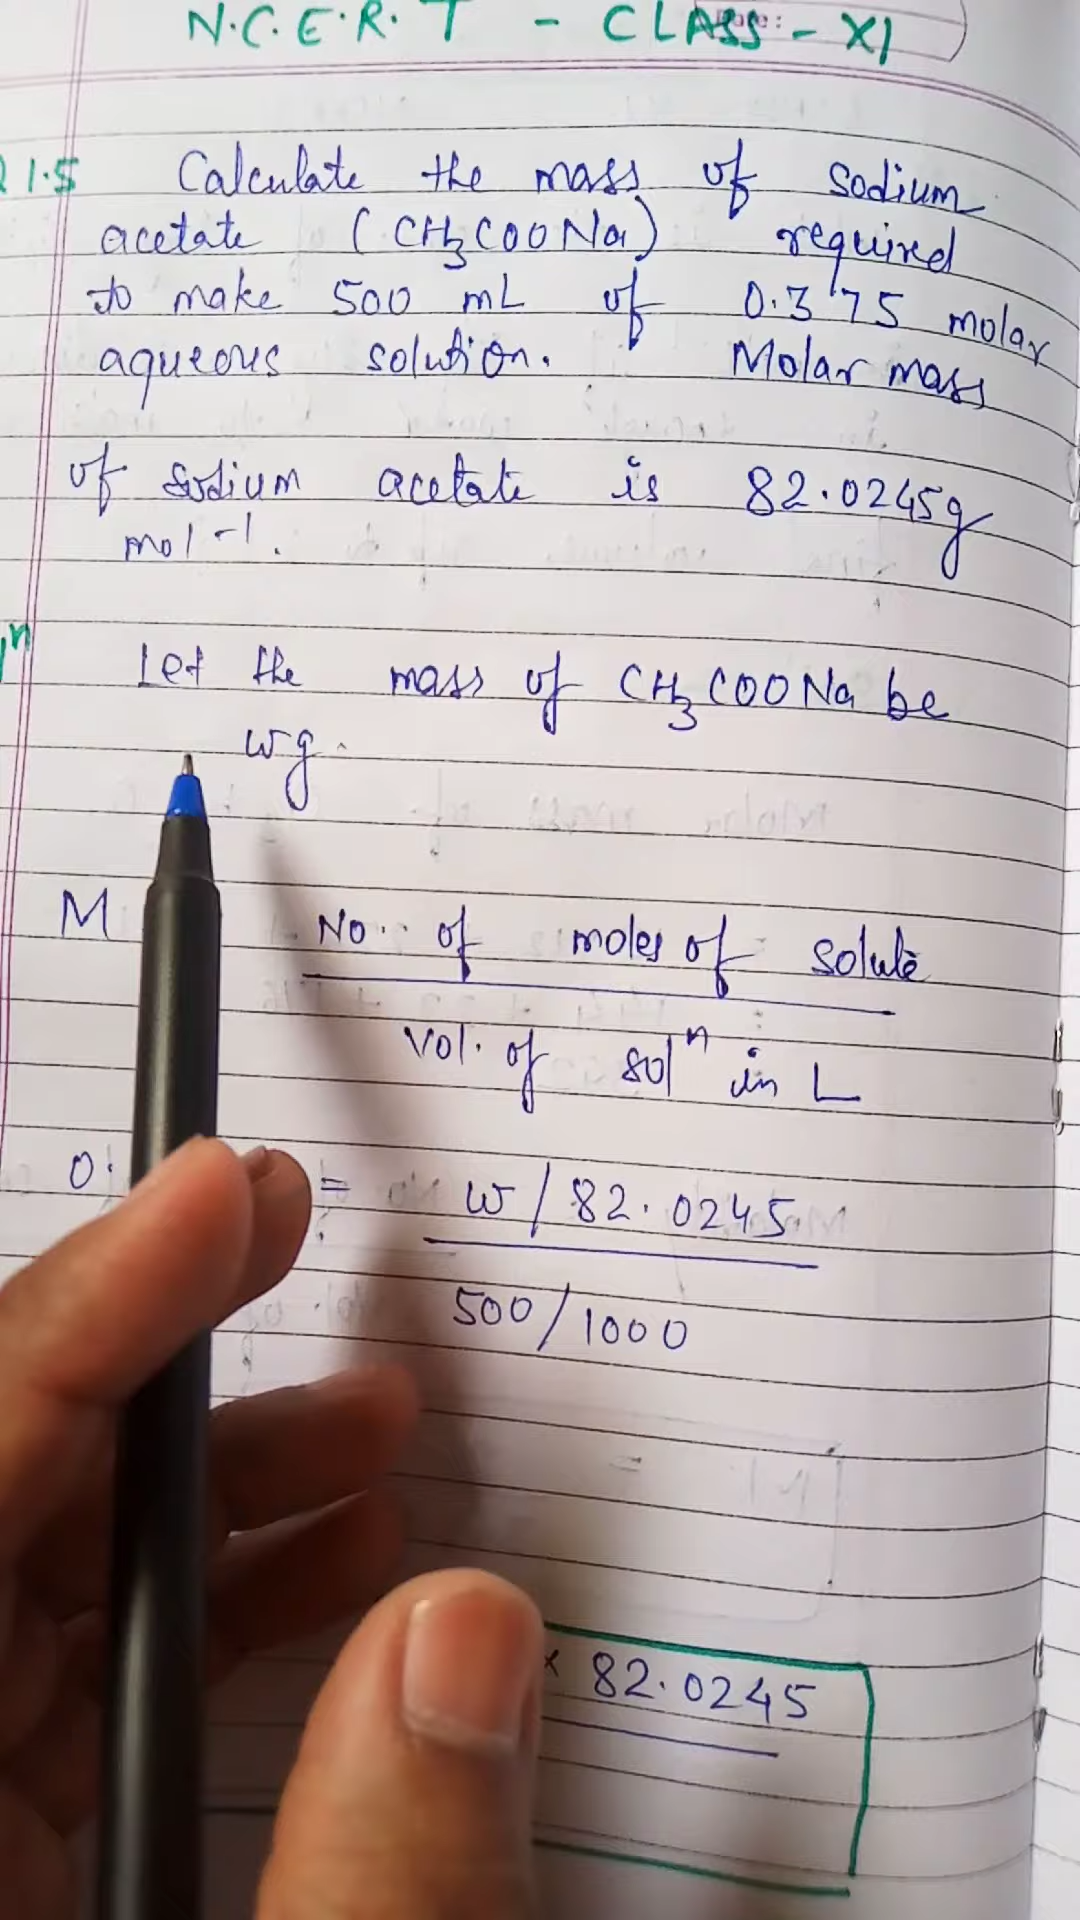 N.C.E.R.T - CLASS - XI
1.5 Calculate the mass of sodium
acetate (CH3COONa) required
to make 500 mL of 0.375 molar
aqueous solution. Molar mass
of sodium acetate is 82.0245g
mol-1.
Let the mass of CH3COONa be
wg.
M No. of moles of solute
Vol. of soln in L
0. = w / 82.0245
500/1000
x 82.0245